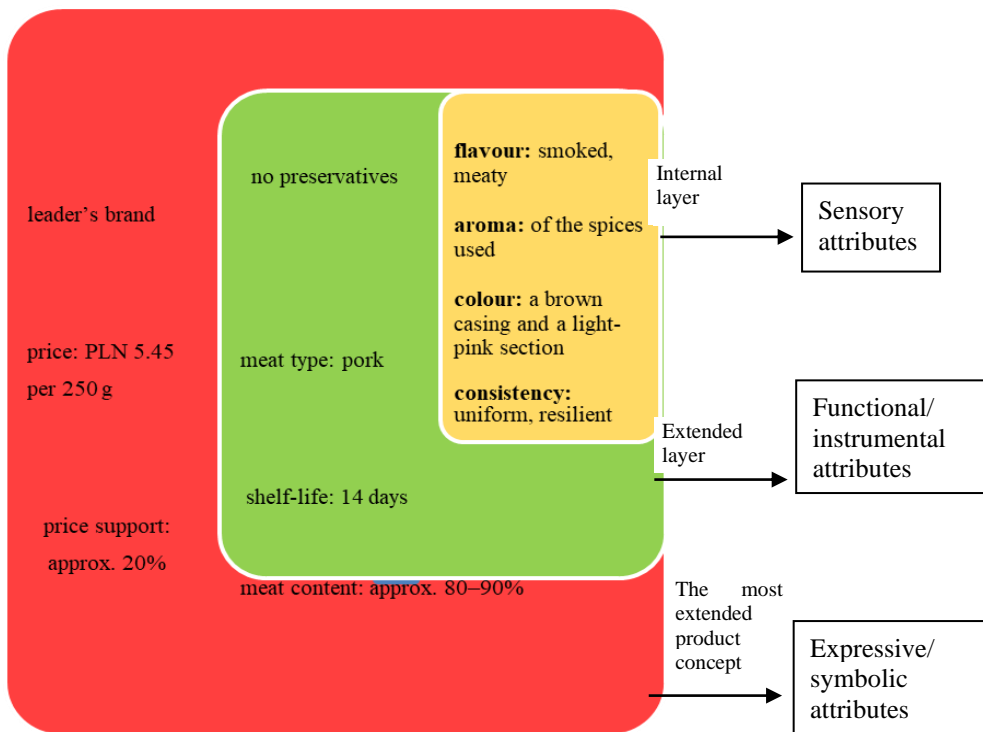 leader's brand
price: PLN 5.45
per 250 g
price support:
approx. 20%
no preservatives
meat type: pork
shelf-life: 14 days
meat content: approx. 80–90%
flavour: smoked,
meaty
aroma: of the spices
used
colour: a brown
casing and a light-
pink section
consistency:
uniform, resilient
Internal
layer
Sensory
attributes
Extended
layer
Functional/
instrumental
attributes
The most
extended
product
concept
Expressive/
symbolic
attributes